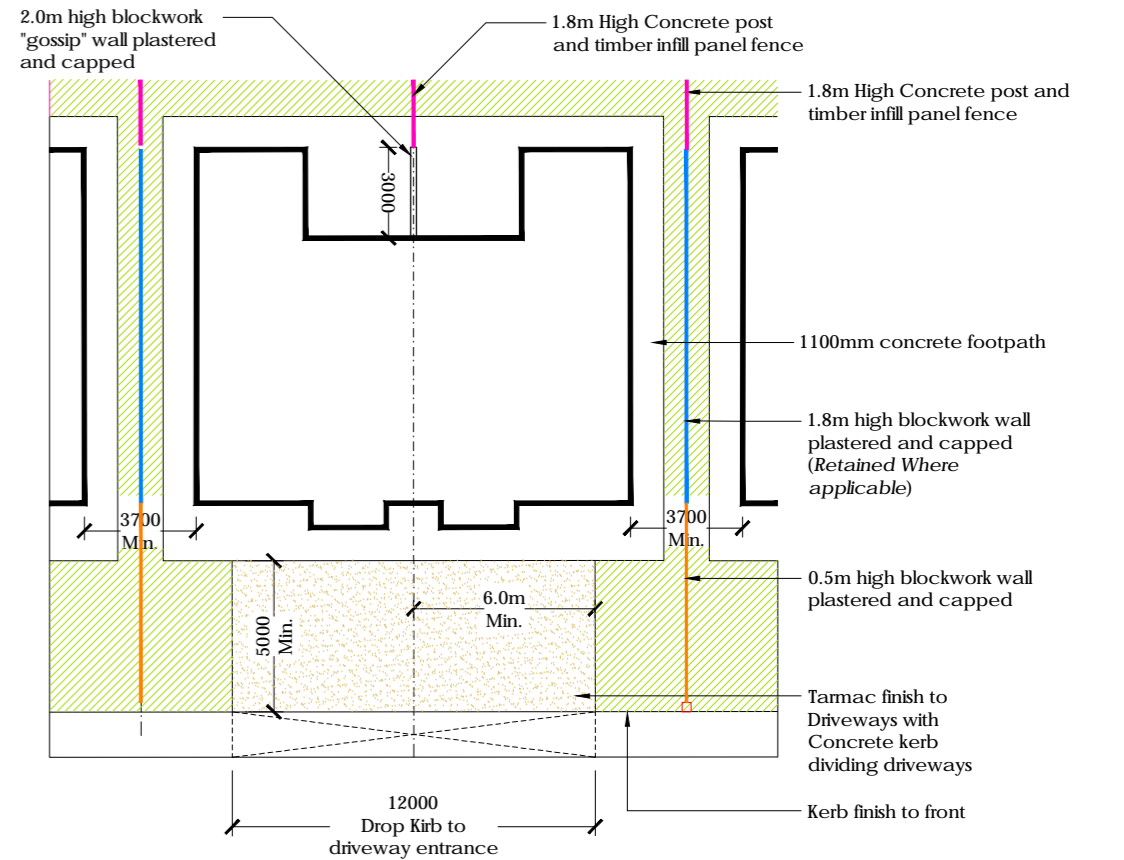 2.0m high blockwork
"gossip" wall plastered
and capped
1.8m High Concrete post
and timber infill panel fence
1.8m High Concrete post and
timber infill panel fence
3000
1100mm concrete footpath
1.8m high blockwork wall
plastered and capped
(Retained Where
applicable)
3700
Min.
3700
Min.
0.5m high blockwork wall
plastered and capped
6.0m
Min.
5000
Min.
Tarmac finish to
Driveways with
Concrete kerb
dividing driveways
Kerb finish to front
12000
Drop Kirb to
driveway entrance